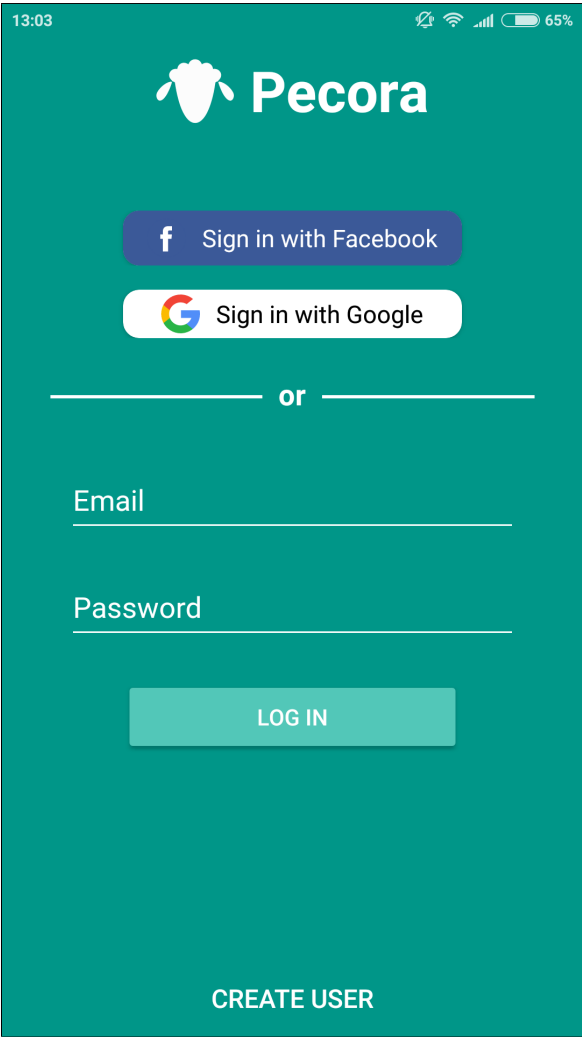 13:03 65%
Pecora
Sign in with Facebook
Sign in with Google
or
Email
Password
LOG IN
CREATE USER